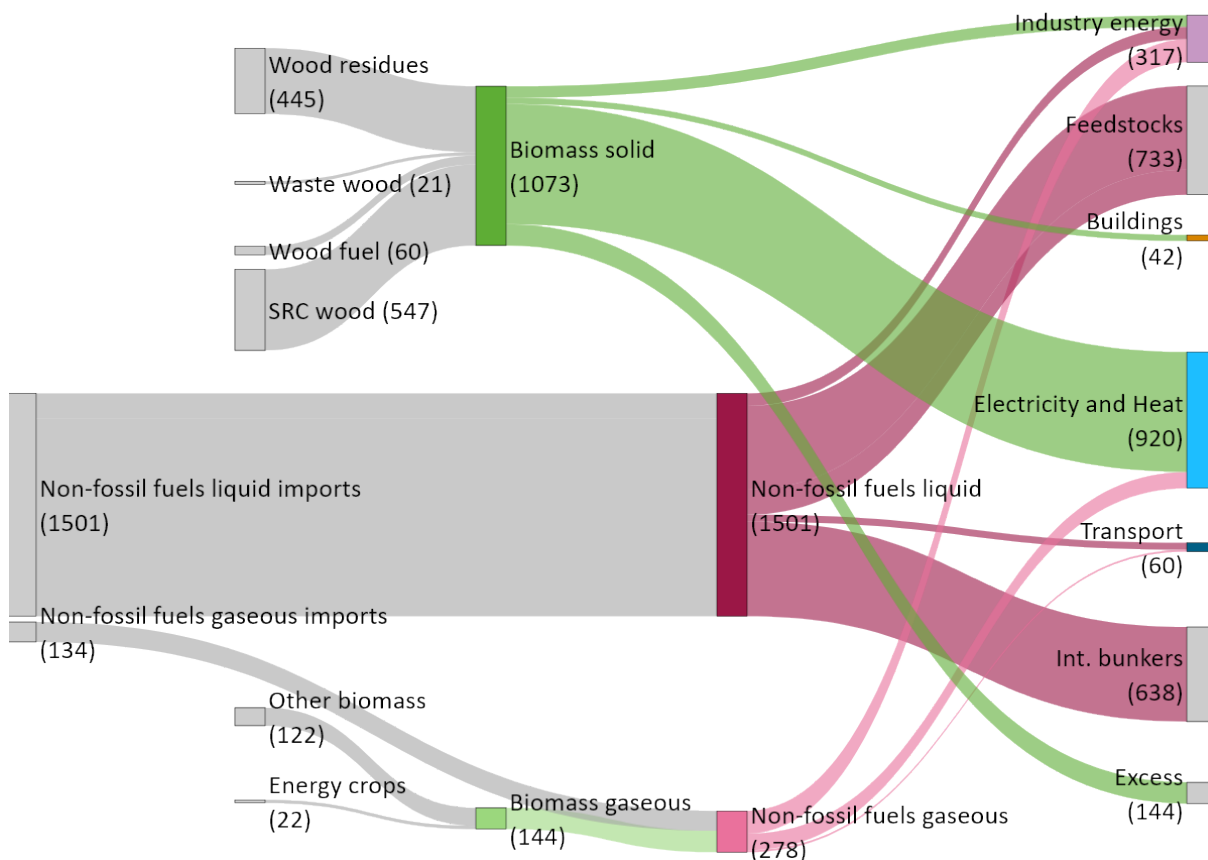 Industry energy
(317)
Wood residues
(445)
Feedstocks
(733)
Biomass solid
(1073)
Waste wood (21)
Buildings
(42)
Wood fuel (60)
SRC wood (547)
Electricity and Heat
(920)
Non-fossil fuels liquid imports
(1501)
Non-fossil fuels liquid
(1501)
Transport
(60)
Non-fossil fuels gaseous imports
(134)
Int. bunkers
(638)
Other biomass
(122)
Energy crops
(22)
Biomass gaseous
(144)
Non-fossil fuels gaseous
(278)
Excess
(144)